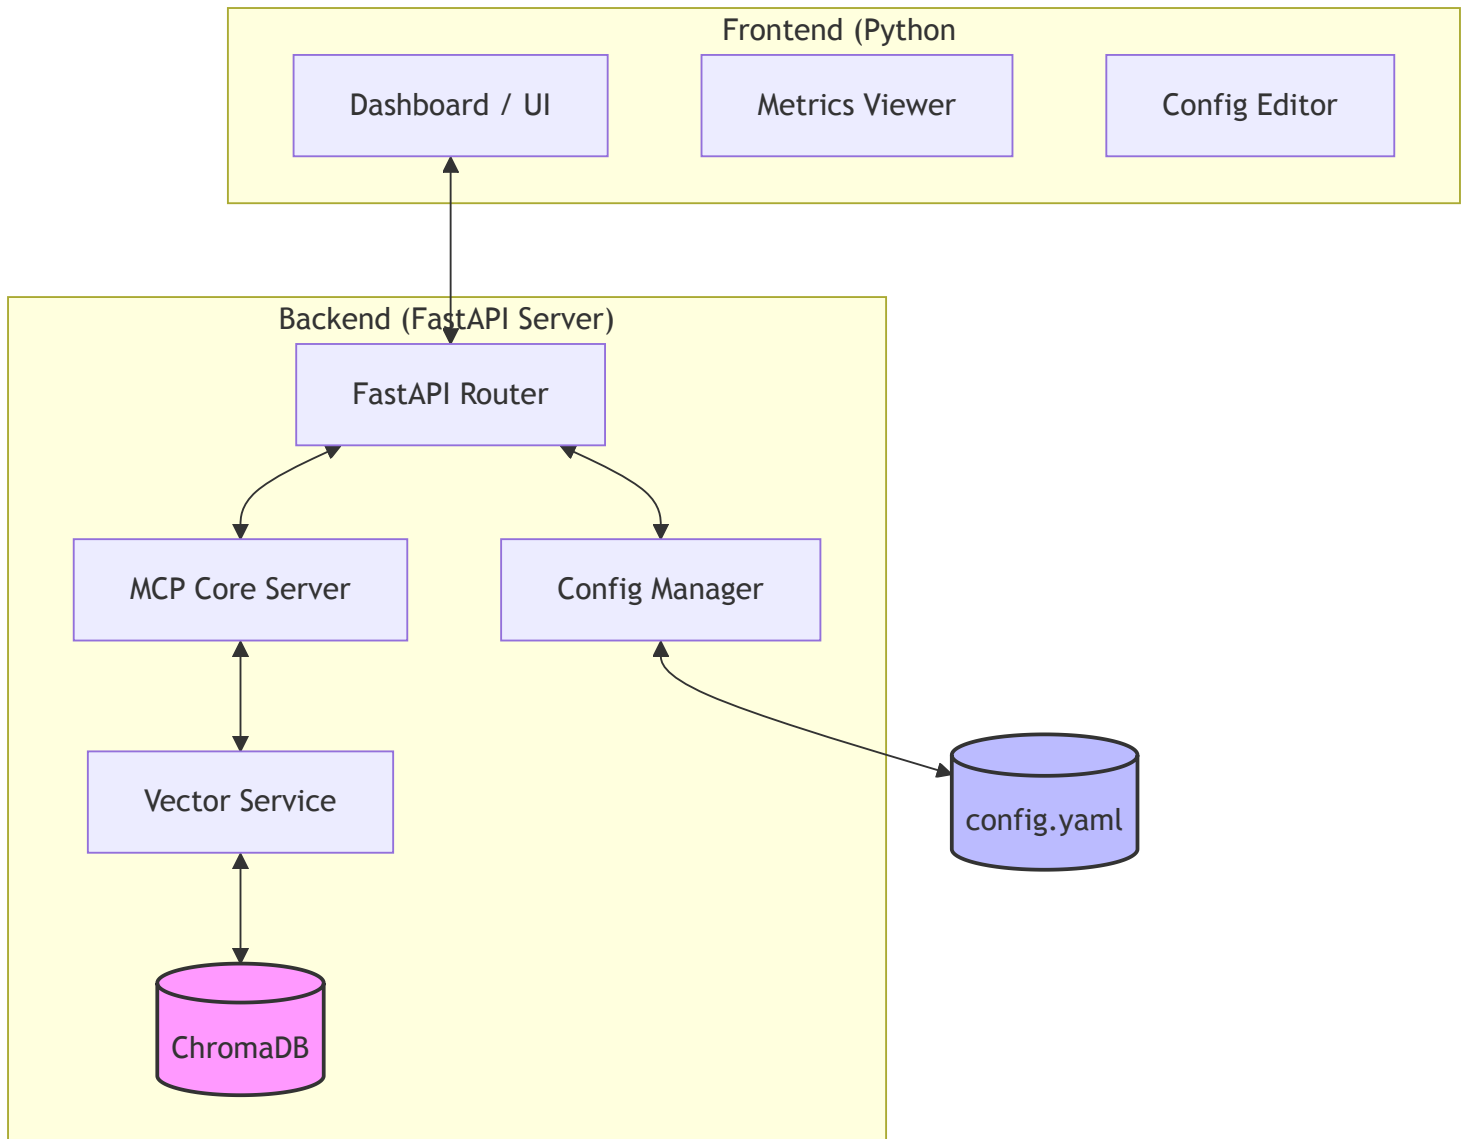 Frontend (Python
Dashboard / UI
Metrics Viewer
Config Editor
Backend (FastAPI Server)
FastAPI Router
MCP Core Server
Config Manager
Vector Service
config.yaml
ChromaDB